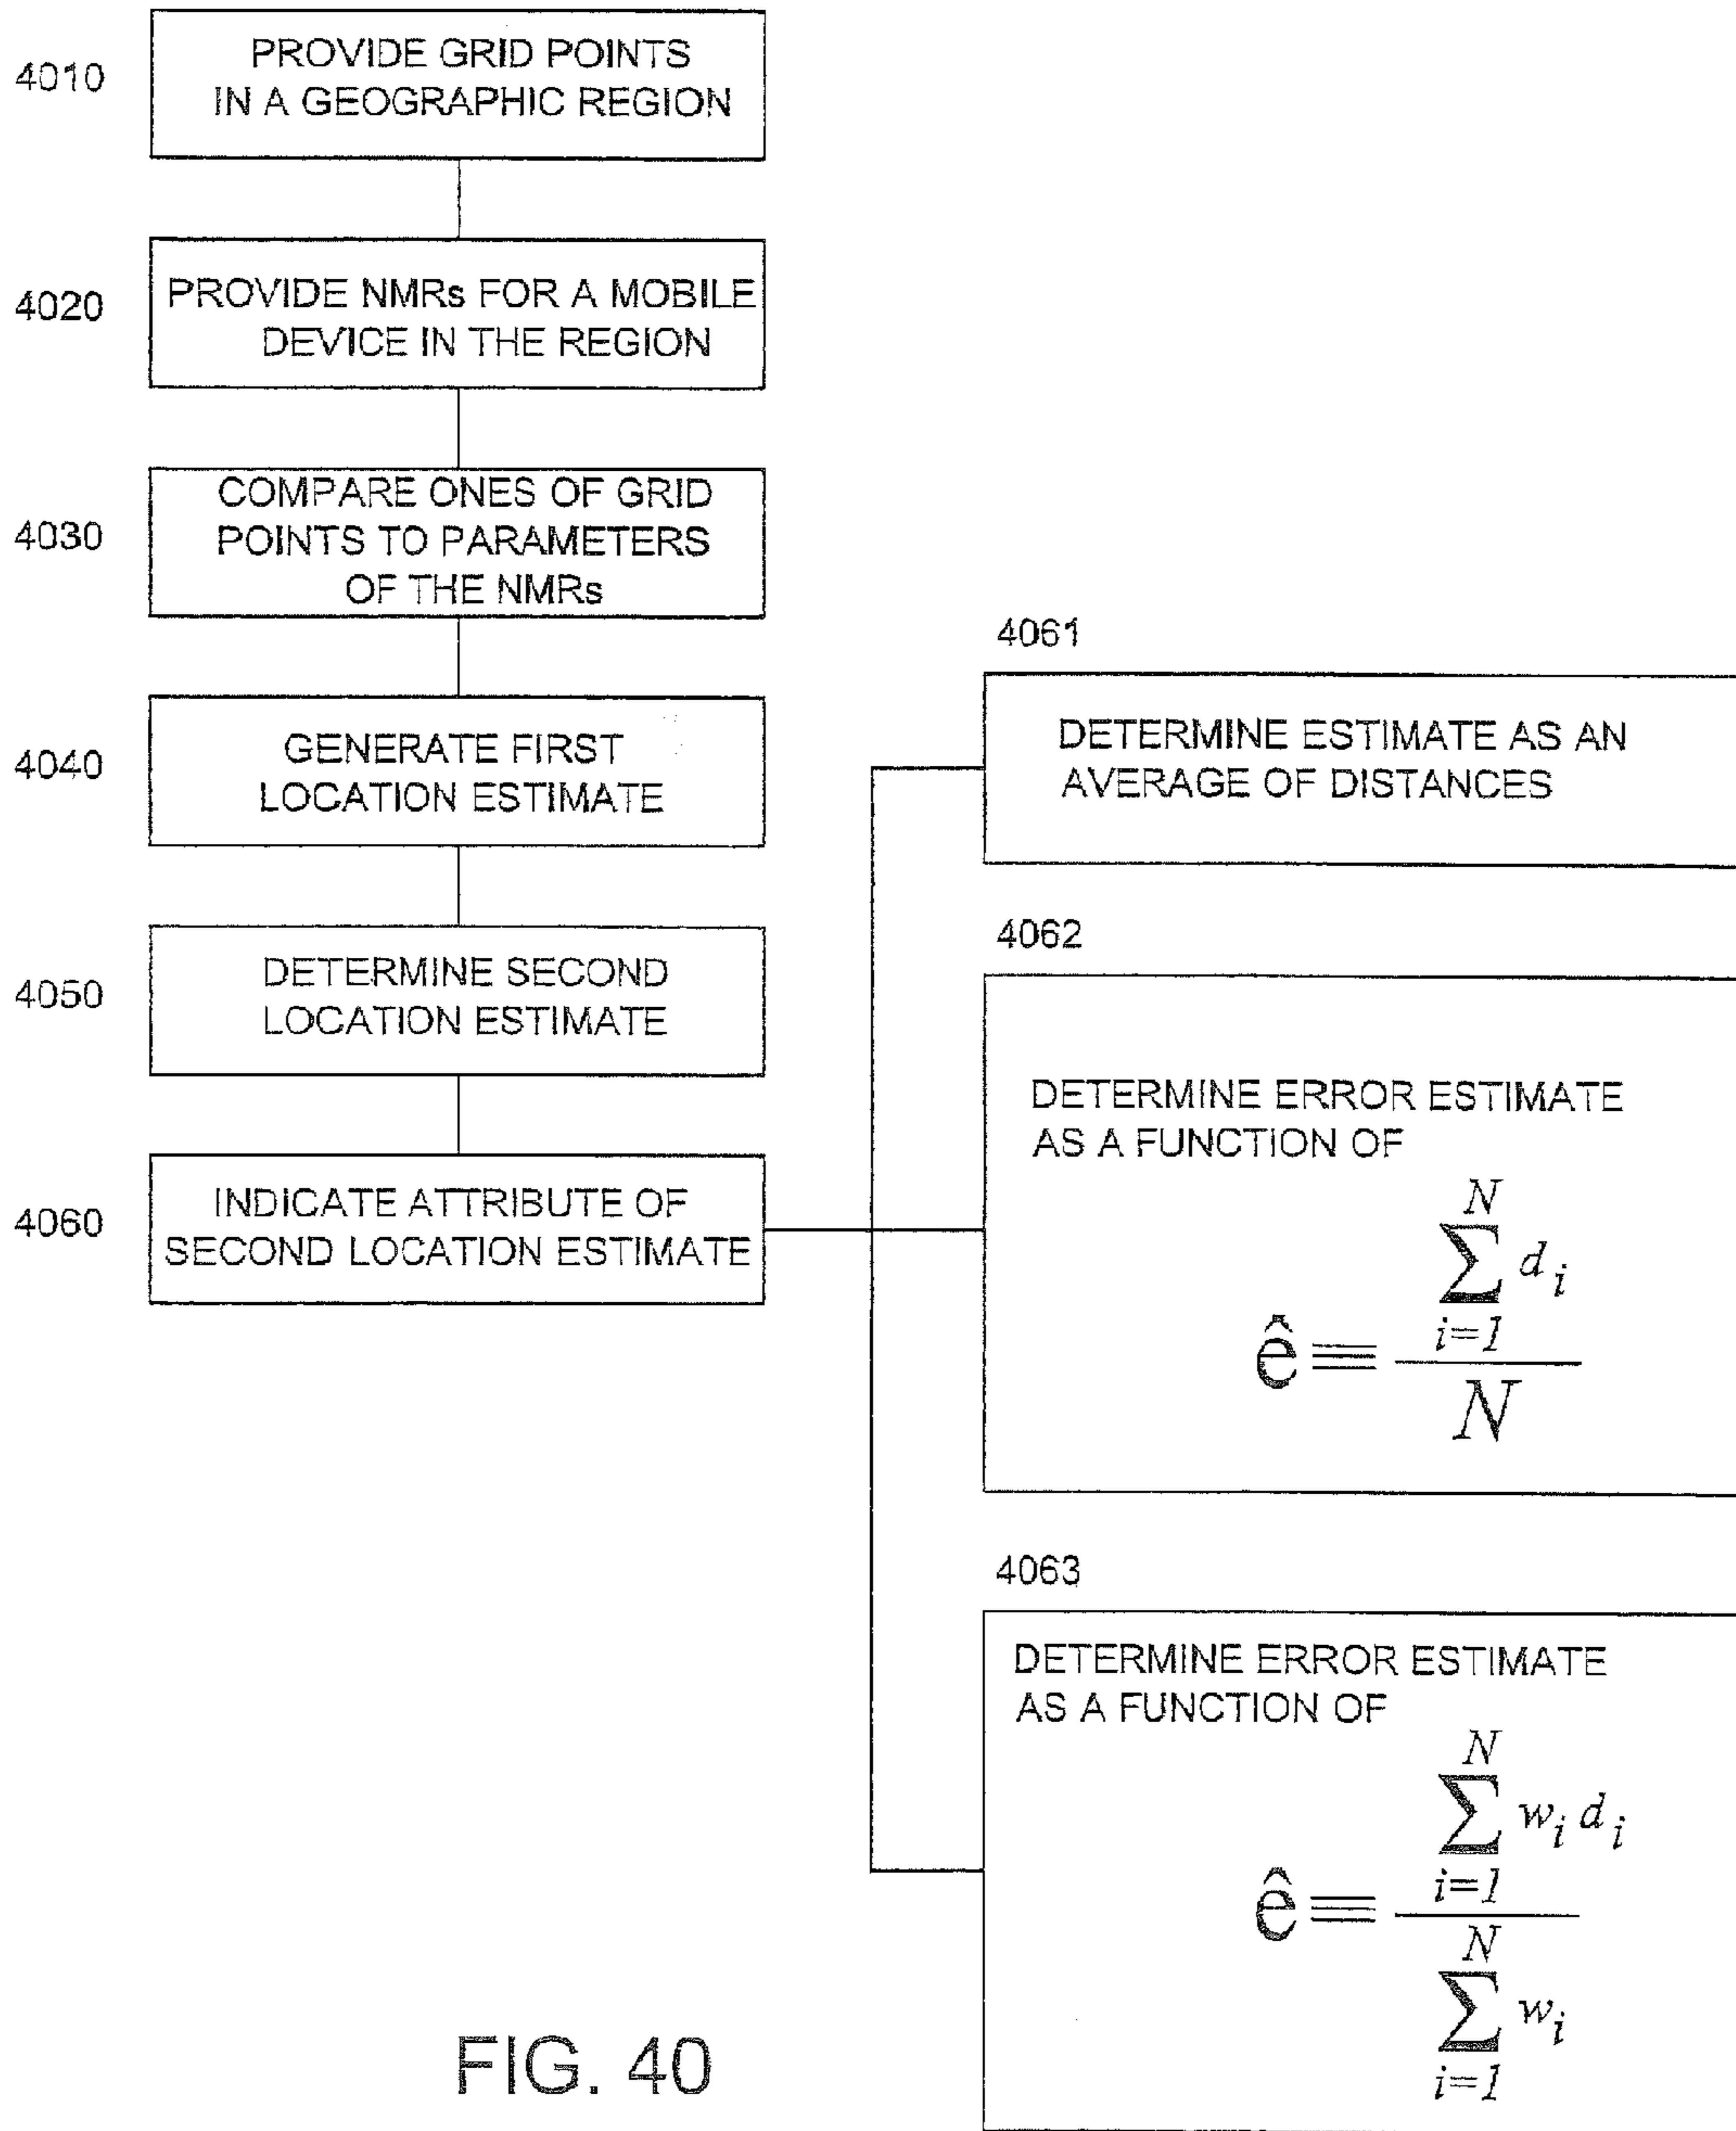 4010
PROVIDE GRID POINTS
IN A GEOGRAPHIC REGION
4020
PROVIDE NMRs FOR A MOBILE
DEVICE IN THE REGION
4030
COMPARE ONES OF GRID
POINTS TO PARAMETERS
OF THE NMRs
4040
GENERATE FIRST
LOCATION ESTIMATE
4050
DETERMINE SECOND
LOCATION ESTIMATE
4060
INDICATE ATTRIBUTE OF
SECOND LOCATION ESTIMATE
4061
DETERMINE ESTIMATE AS AN
AVERAGE OF DISTANCES
4062
DETERMINE ERROR ESTIMATE
AS A FUNCTION OF
N
∑ d_i
i=1
ê ≡
N
4063
DETERMINE ERROR ESTIMATE
AS A FUNCTION OF
N
∑ w_i d_i
i=1
ê ≡
N
∑ w_i
i=1
FIG. 40